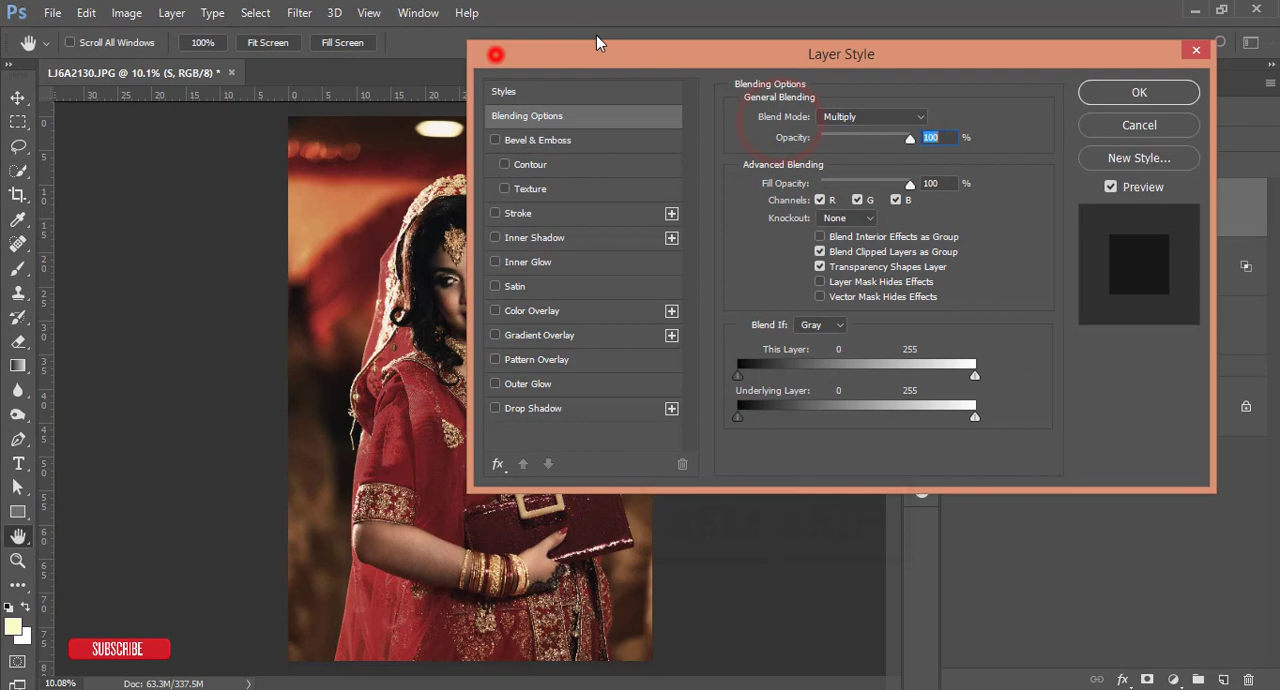 Ps File Edit Image Layer Type Select Filter 3D View Window Help
Scroll All Windows 100% Fit Screen Fill Screen
LJ6A2130.JPG @ 10.1% (S, RGB/8) * ×
Layer Style
Styles
Blending Options
Bevel & Emboss
Contour
Texture
Stroke
Inner Shadow
Inner Glow
Satin
Color Overlay
Gradient Overlay
Pattern Overlay
Outer Glow
Drop Shadow
fx
Blending Options
General Blending
Blend Mode: Multiply
Opacity: 100 %
Advanced Blending
Fill Opacity: 100 %
Channels: R G B
Knockout: None
Blend Interior Effects as Group
Blend Clipped Layers as Group
Transparency Shapes Layer
Layer Mask Hides Effects
Vector Mask Hides Effects
Blend If: Gray
This Layer: 0 255
Underlying Layer: 0 255
OK
Cancel
New Style...
Preview
SUBSCRIBE
10.08% Doc: 63.3M/337.5M
fx